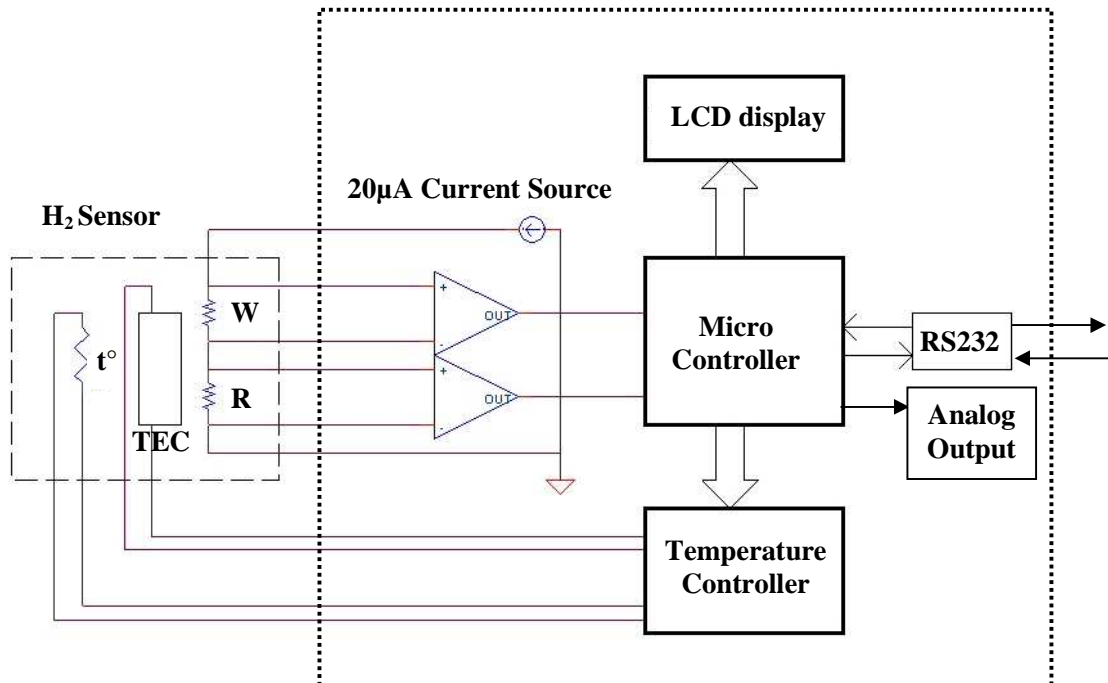 LCD display
20µA Current Source
H₂ Sensor
W
t°
R
TEC
+
-
OUT
+
-
OUT
Micro
Controller
RS232
Analog
Output
Temperature
Controller